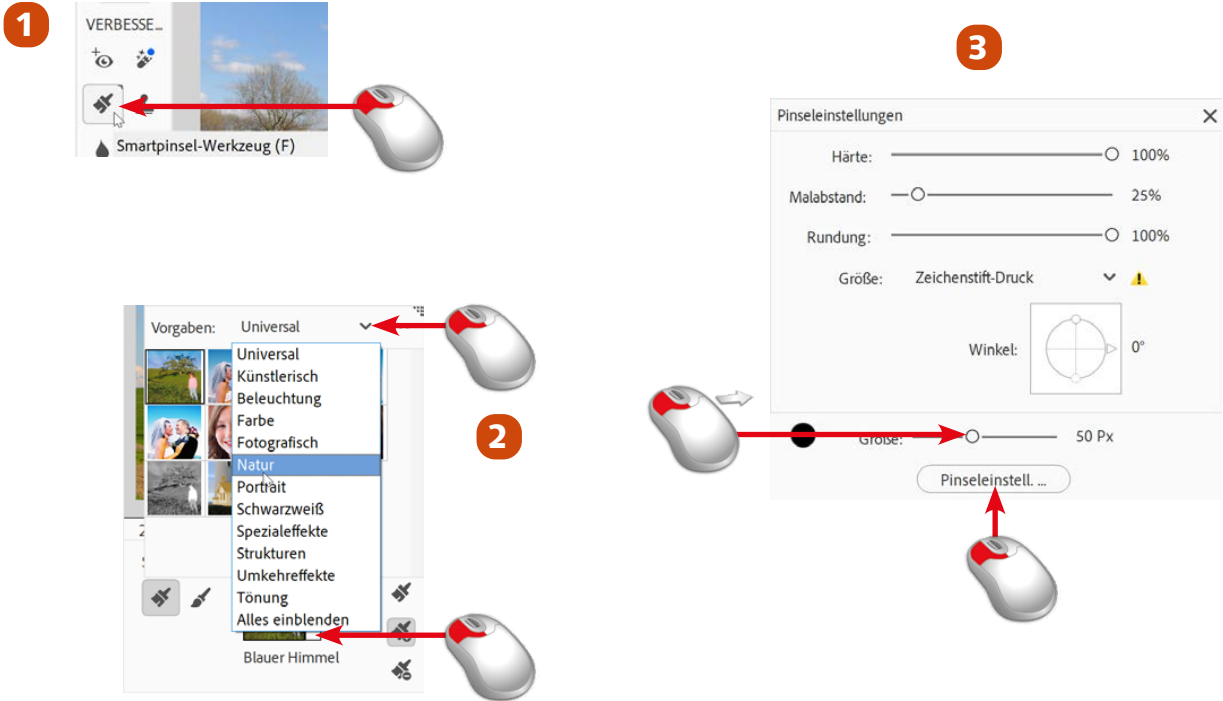 1
VERBESSE...
Smartpinsel-Werkzeug (F)
Vorgaben: Universal
Universal
Künstlerisch
Beleuchtung
Farbe
Fotografisch
Natur
Portrait
Schwarzweiß
Spezialeffekte
Strukturen
Umkehreffekte
Tönung
Alles einblenden
Blauer Himmel
2
3
Pinseleinstellungen
Härte: 100%
Malabstand: 25%
Rundung: 100%
Größe: Zeichenstift-Druck
Winkel: 0°
Größe: 50 Px
Pinseleinstell. ...